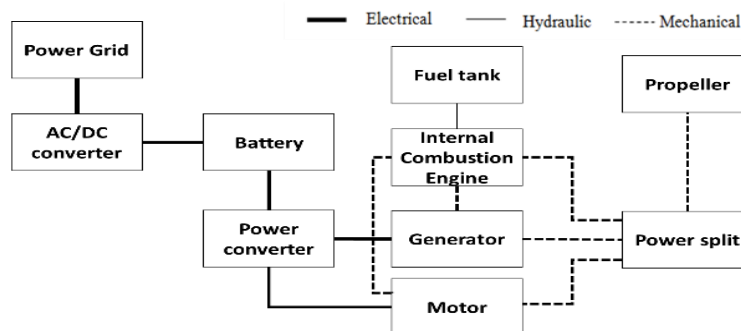 Electrical
Hydraulic
Mechanical
Power Grid
Fuel tank
Propeller
AC/DC
converter
Battery
Internal
Combustion
Engine
Power
converter
Generator
Power split
Motor